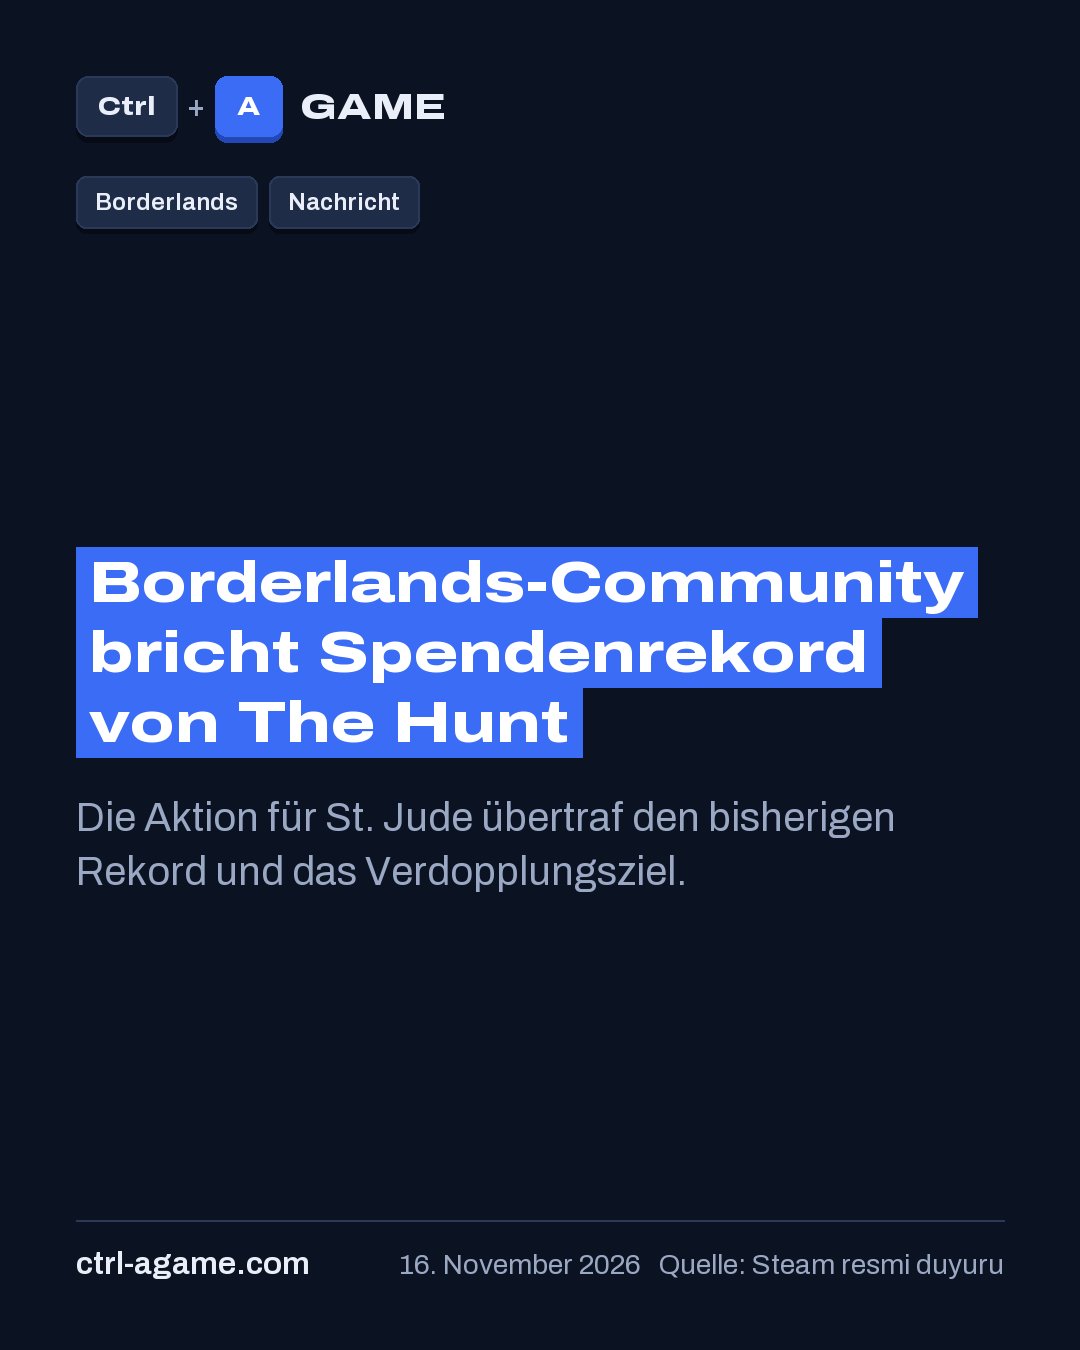 Ctrl + A GAME
Borderlands Nachricht
Borderlands-Community
bricht Spendenrekord
von The Hunt
Die Aktion für St. Jude übertraf den bisherigen
Rekord und das Verdopplungsziel.
ctrl-agame.com 16. November 2026 Quelle: Steam resmi duyuru